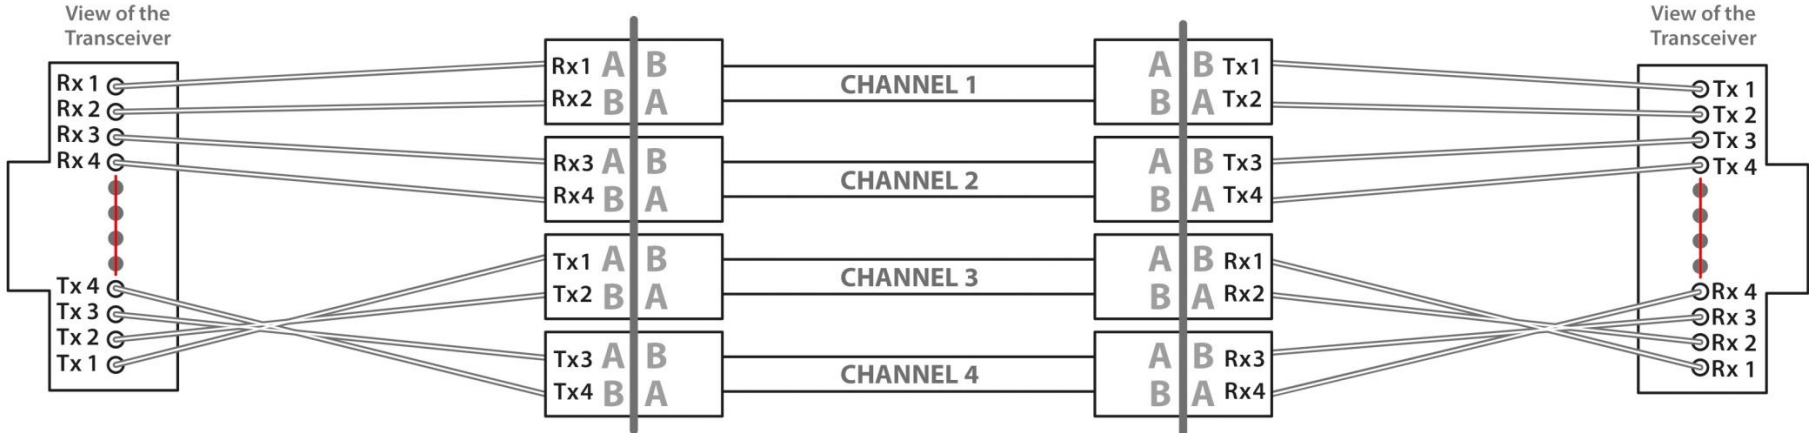 View of the
Transceiver
View of the
Transceiver
Rx 1
Rx 2
Rx 3
Rx 4
Tx 4
Tx 3
Tx 2
Tx 1
Rx1 A B CHANNEL 1 A B Tx1
Rx2 B A B A Tx2
Rx3 A B CHANNEL 2 A B Tx3
Rx4 B A B A Tx4
Tx1 A B CHANNEL 3 A B Rx1
Tx2 B A B A Rx2
Tx3 A B CHANNEL 4 A B Rx3
Tx4 B A B A Rx4
Tx 1
Tx 2
Tx 3
Tx 4
Rx 4
Rx 3
Rx 2
Rx 1